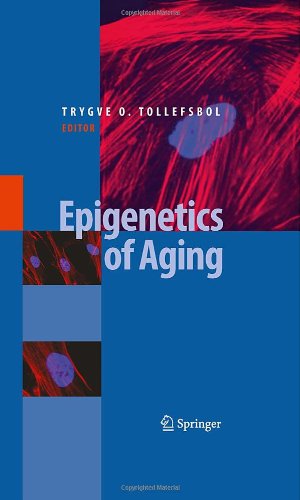 TRYGVE O. TOLLEFSBOL
EDITOR
Epigenetics
of Aging
Springer